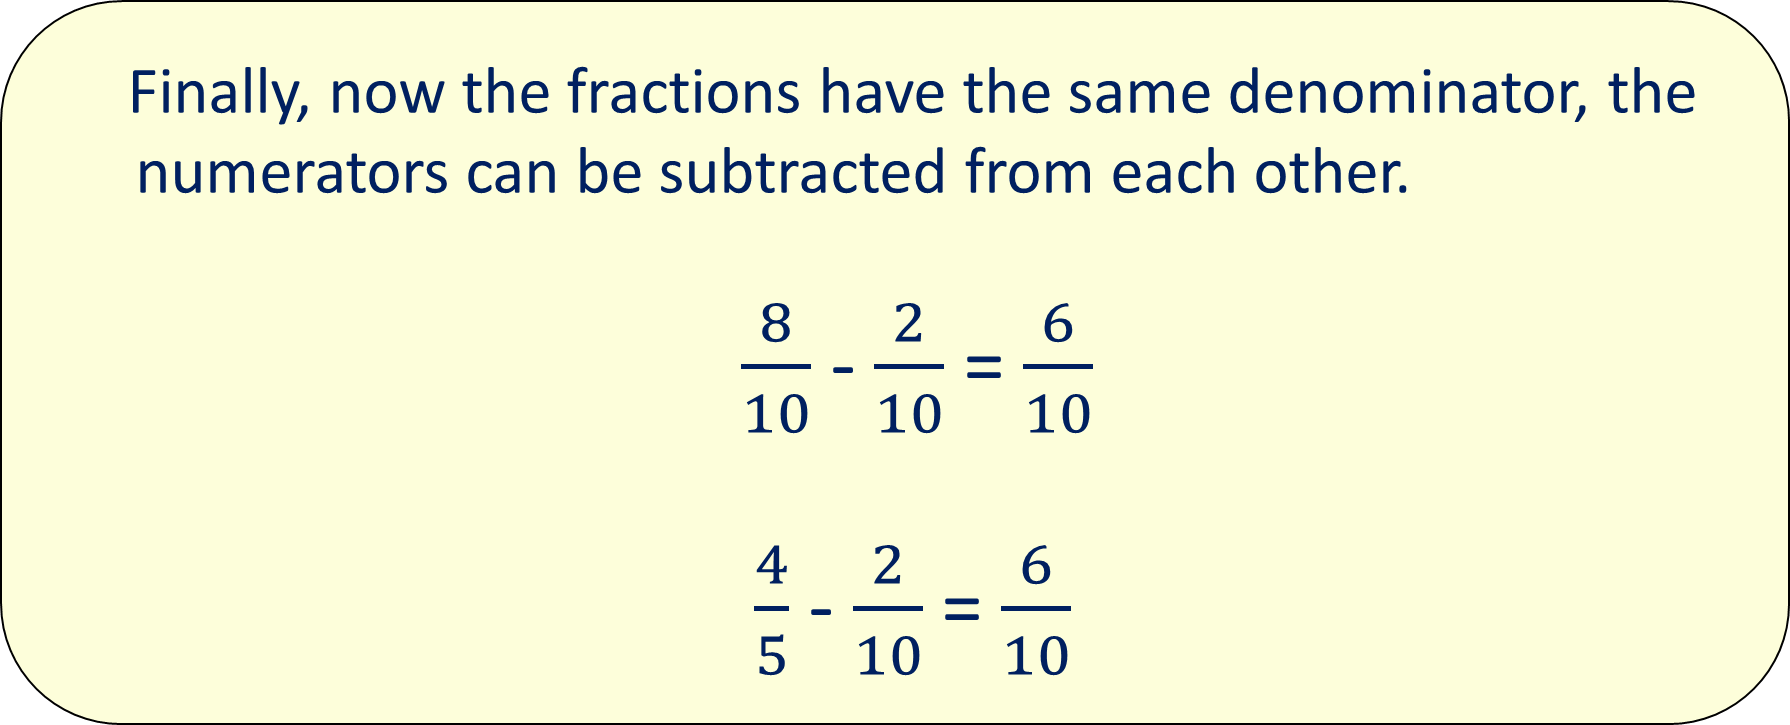 Finally, now the fractions have the same denominator, the
numerators can be subtracted from each other.
8/10 - 2/10 = 6/10
4/5 - 2/10 = 6/10